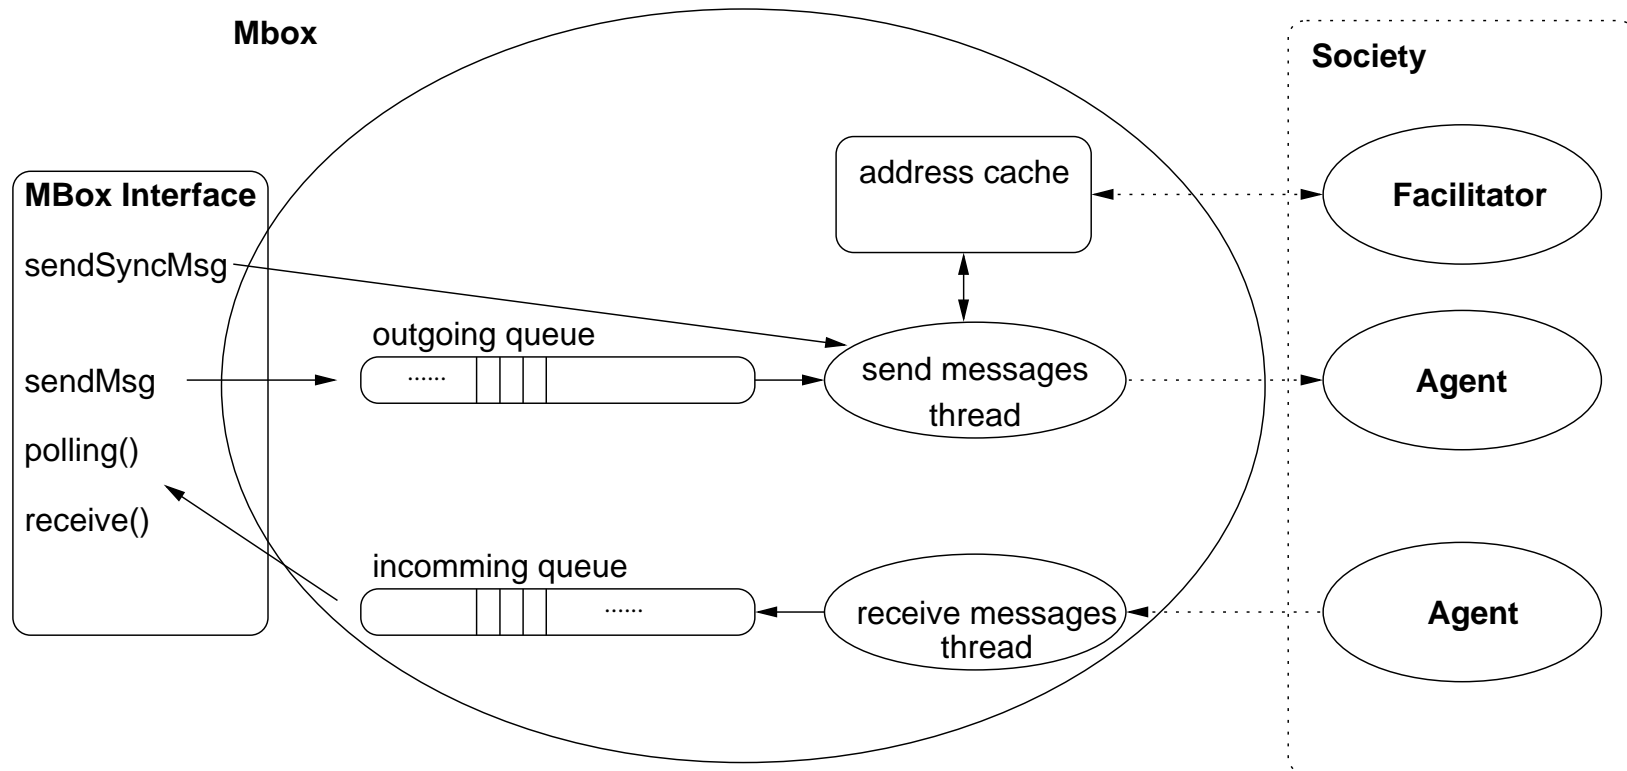 Mbox
Society
MBox Interface
sendSyncMsg
sendMsg
polling()
receive()
address cache
outgoing queue
......
send messages
thread
incomming queue
......
receive messages
thread
Facilitator
Agent
Agent